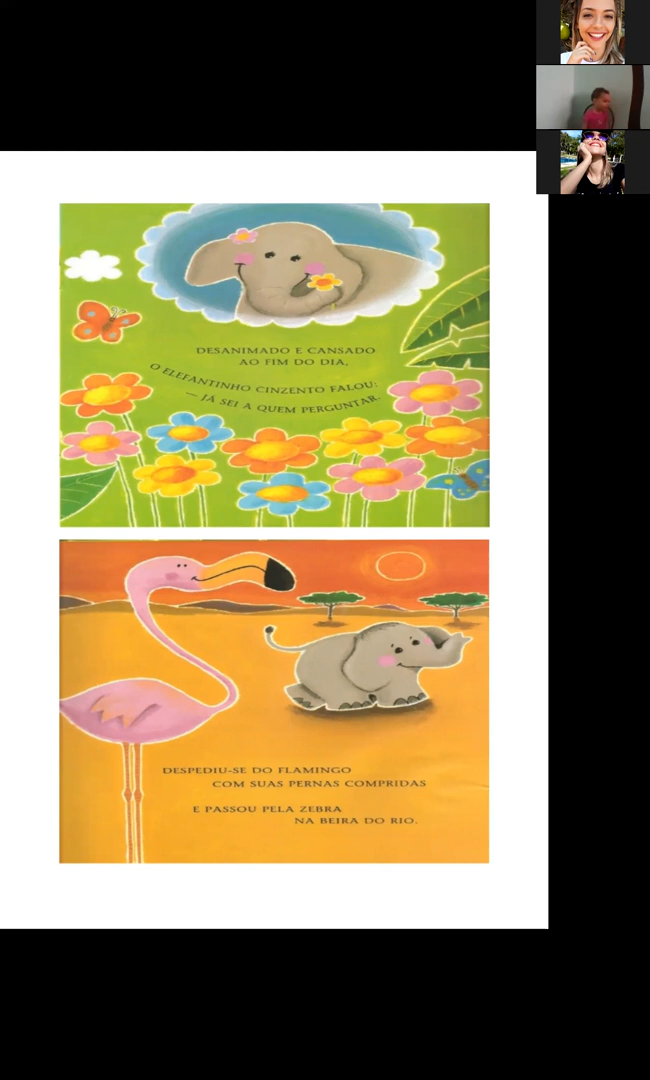 DESANIMADO E CANSADO
AO FIM DO DIA,
O ELEFANTINHO CINZENTO FALOU:
— JÁ SEI A QUEM PERGUNTAR.
DESPEDIU-SE DO FLAMINGO
COM SUAS PERNAS COMPRIDAS
E PASSOU PELA ZEBRA
NA BEIRA DO RIO.